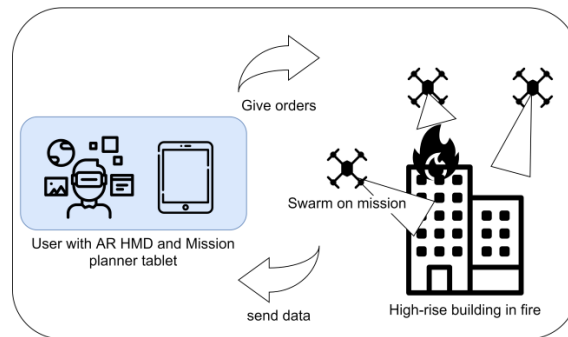 Give orders
Swarm on mission
User with AR HMD and Mission
planner tablet
High-rise building in fire
send data